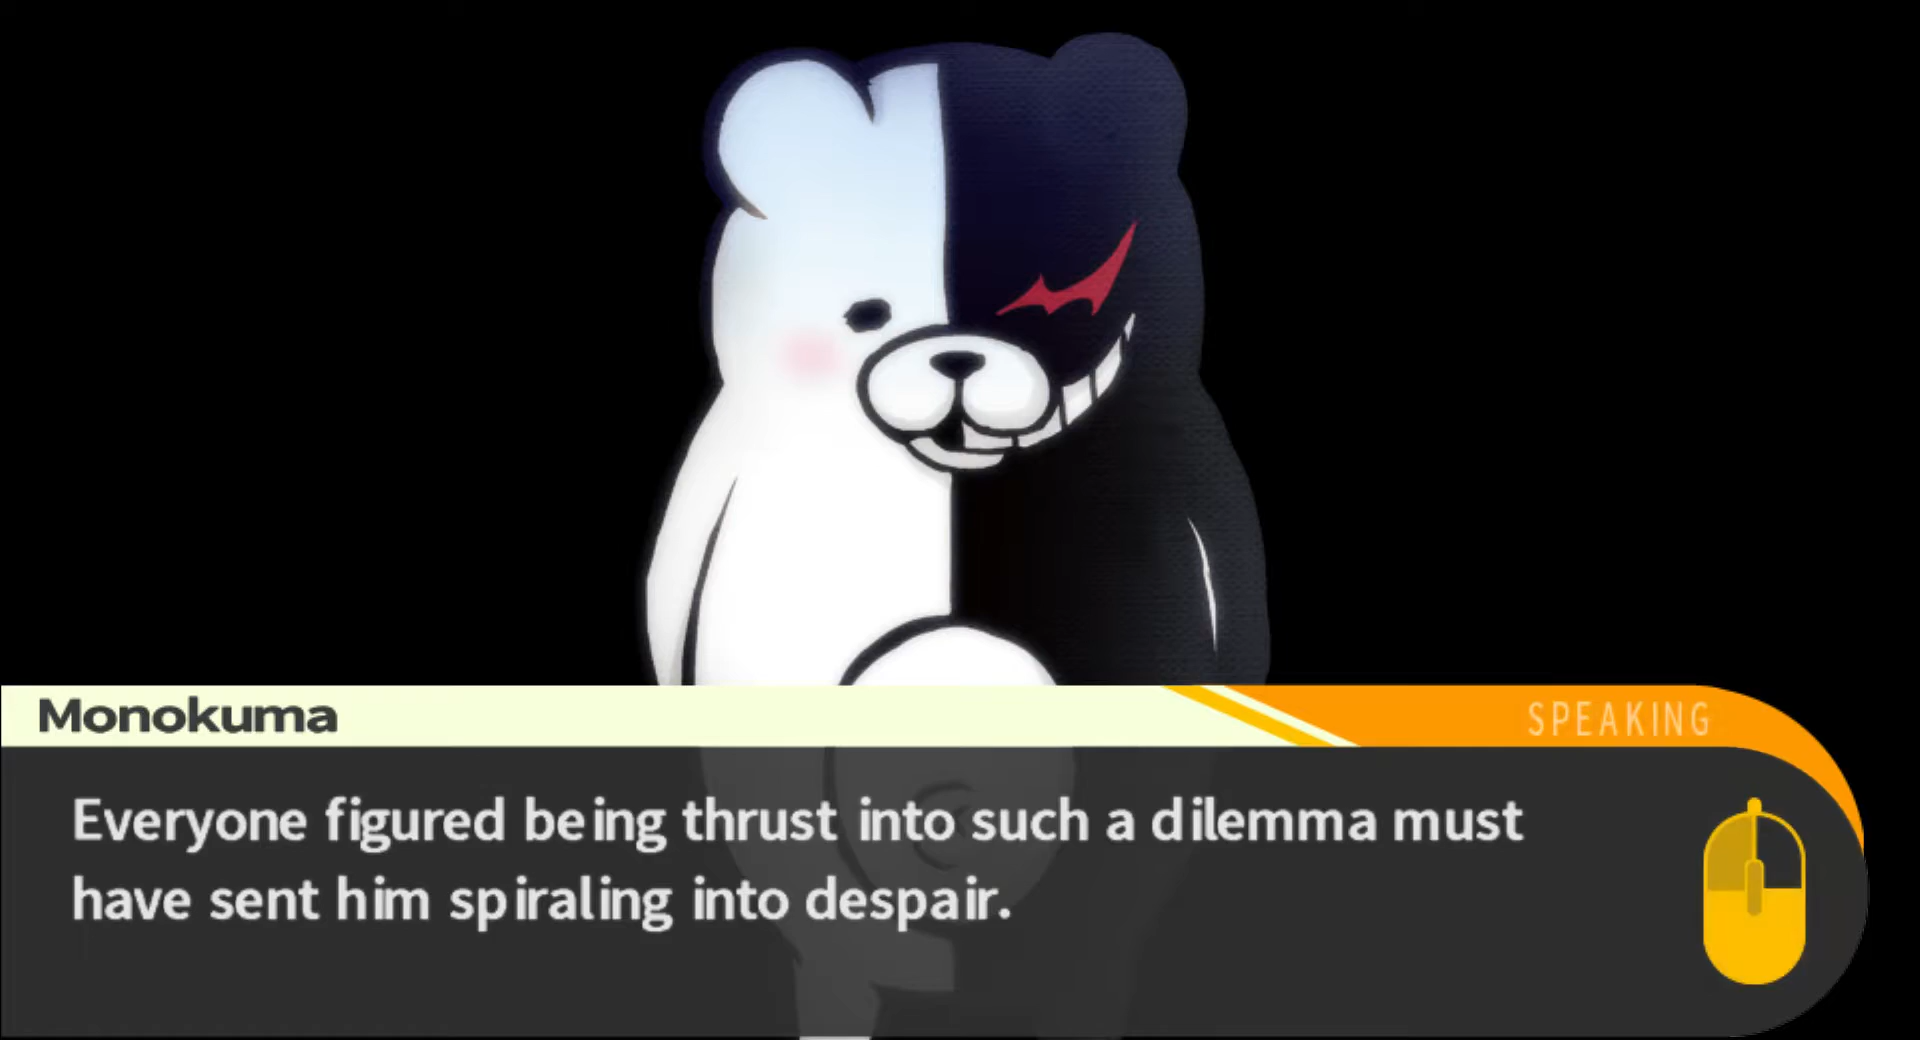 Monokuma
SPEAKING
Everyone figured being thrust into such a dilemma must
have sent him spiraling into despair.